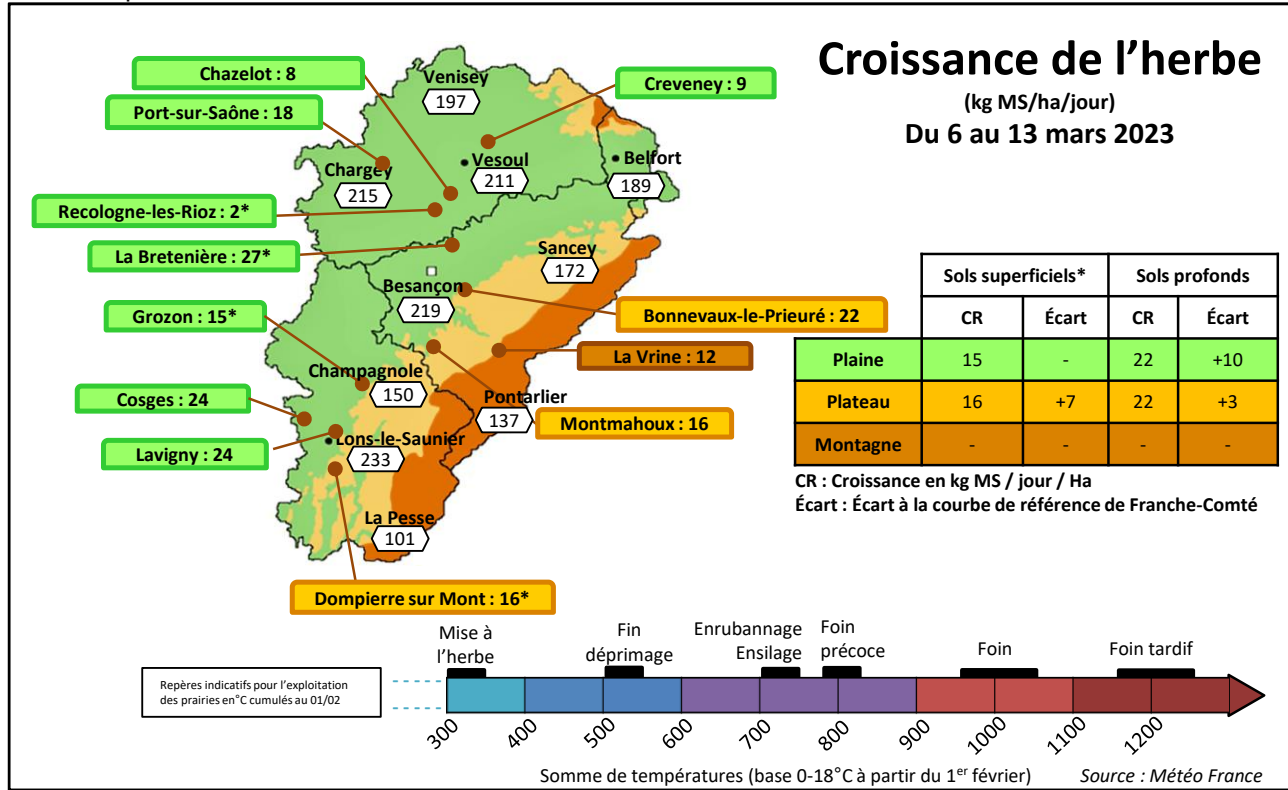 Croissance de l’herbe
(kg MS/ha/jour)
Du 6 au 13 mars 2023
Chazelot : 8
Port-sur-Saône : 18
Recologne-les-Rioz : 2*
La Bretenière : 27*
Grozon : 15*
Cosges : 24
Lavigny : 24
Dompierre sur Mont : 16*
Creveney : 9
Bonnevaux-le-Prieuré : 22
La Vrine : 12
Montmahoux : 16
Venisey
197
Vesoul
211
Chargey
215
Belfort
189
Sancey
172
Besançon
219
Champagnole
150
Pontarlier
137
Lons-le-Saunier
233
La Pesse
101
Sols superficiels* Sols profonds
CR Écart CR Écart
Plaine 15 - 22 +10
Plateau 16 +7 22 +3
Montagne - - - -
CR : Croissance en kg MS / jour / Ha
Écart : Écart à la courbe de référence de Franche-Comté
Mise à
l’herbe
Fin
déprimage
Enrubannage
Ensilage
Foin
précoce
Foin
Foin tardif
Repères indicatifs pour l’exploitation
des prairies en°C cumulés au 01/02
300 400 500 600 700 800 900 1000 1100 1200
Somme de températures (base 0-18°C à partir du 1er février)
Source : Météo France